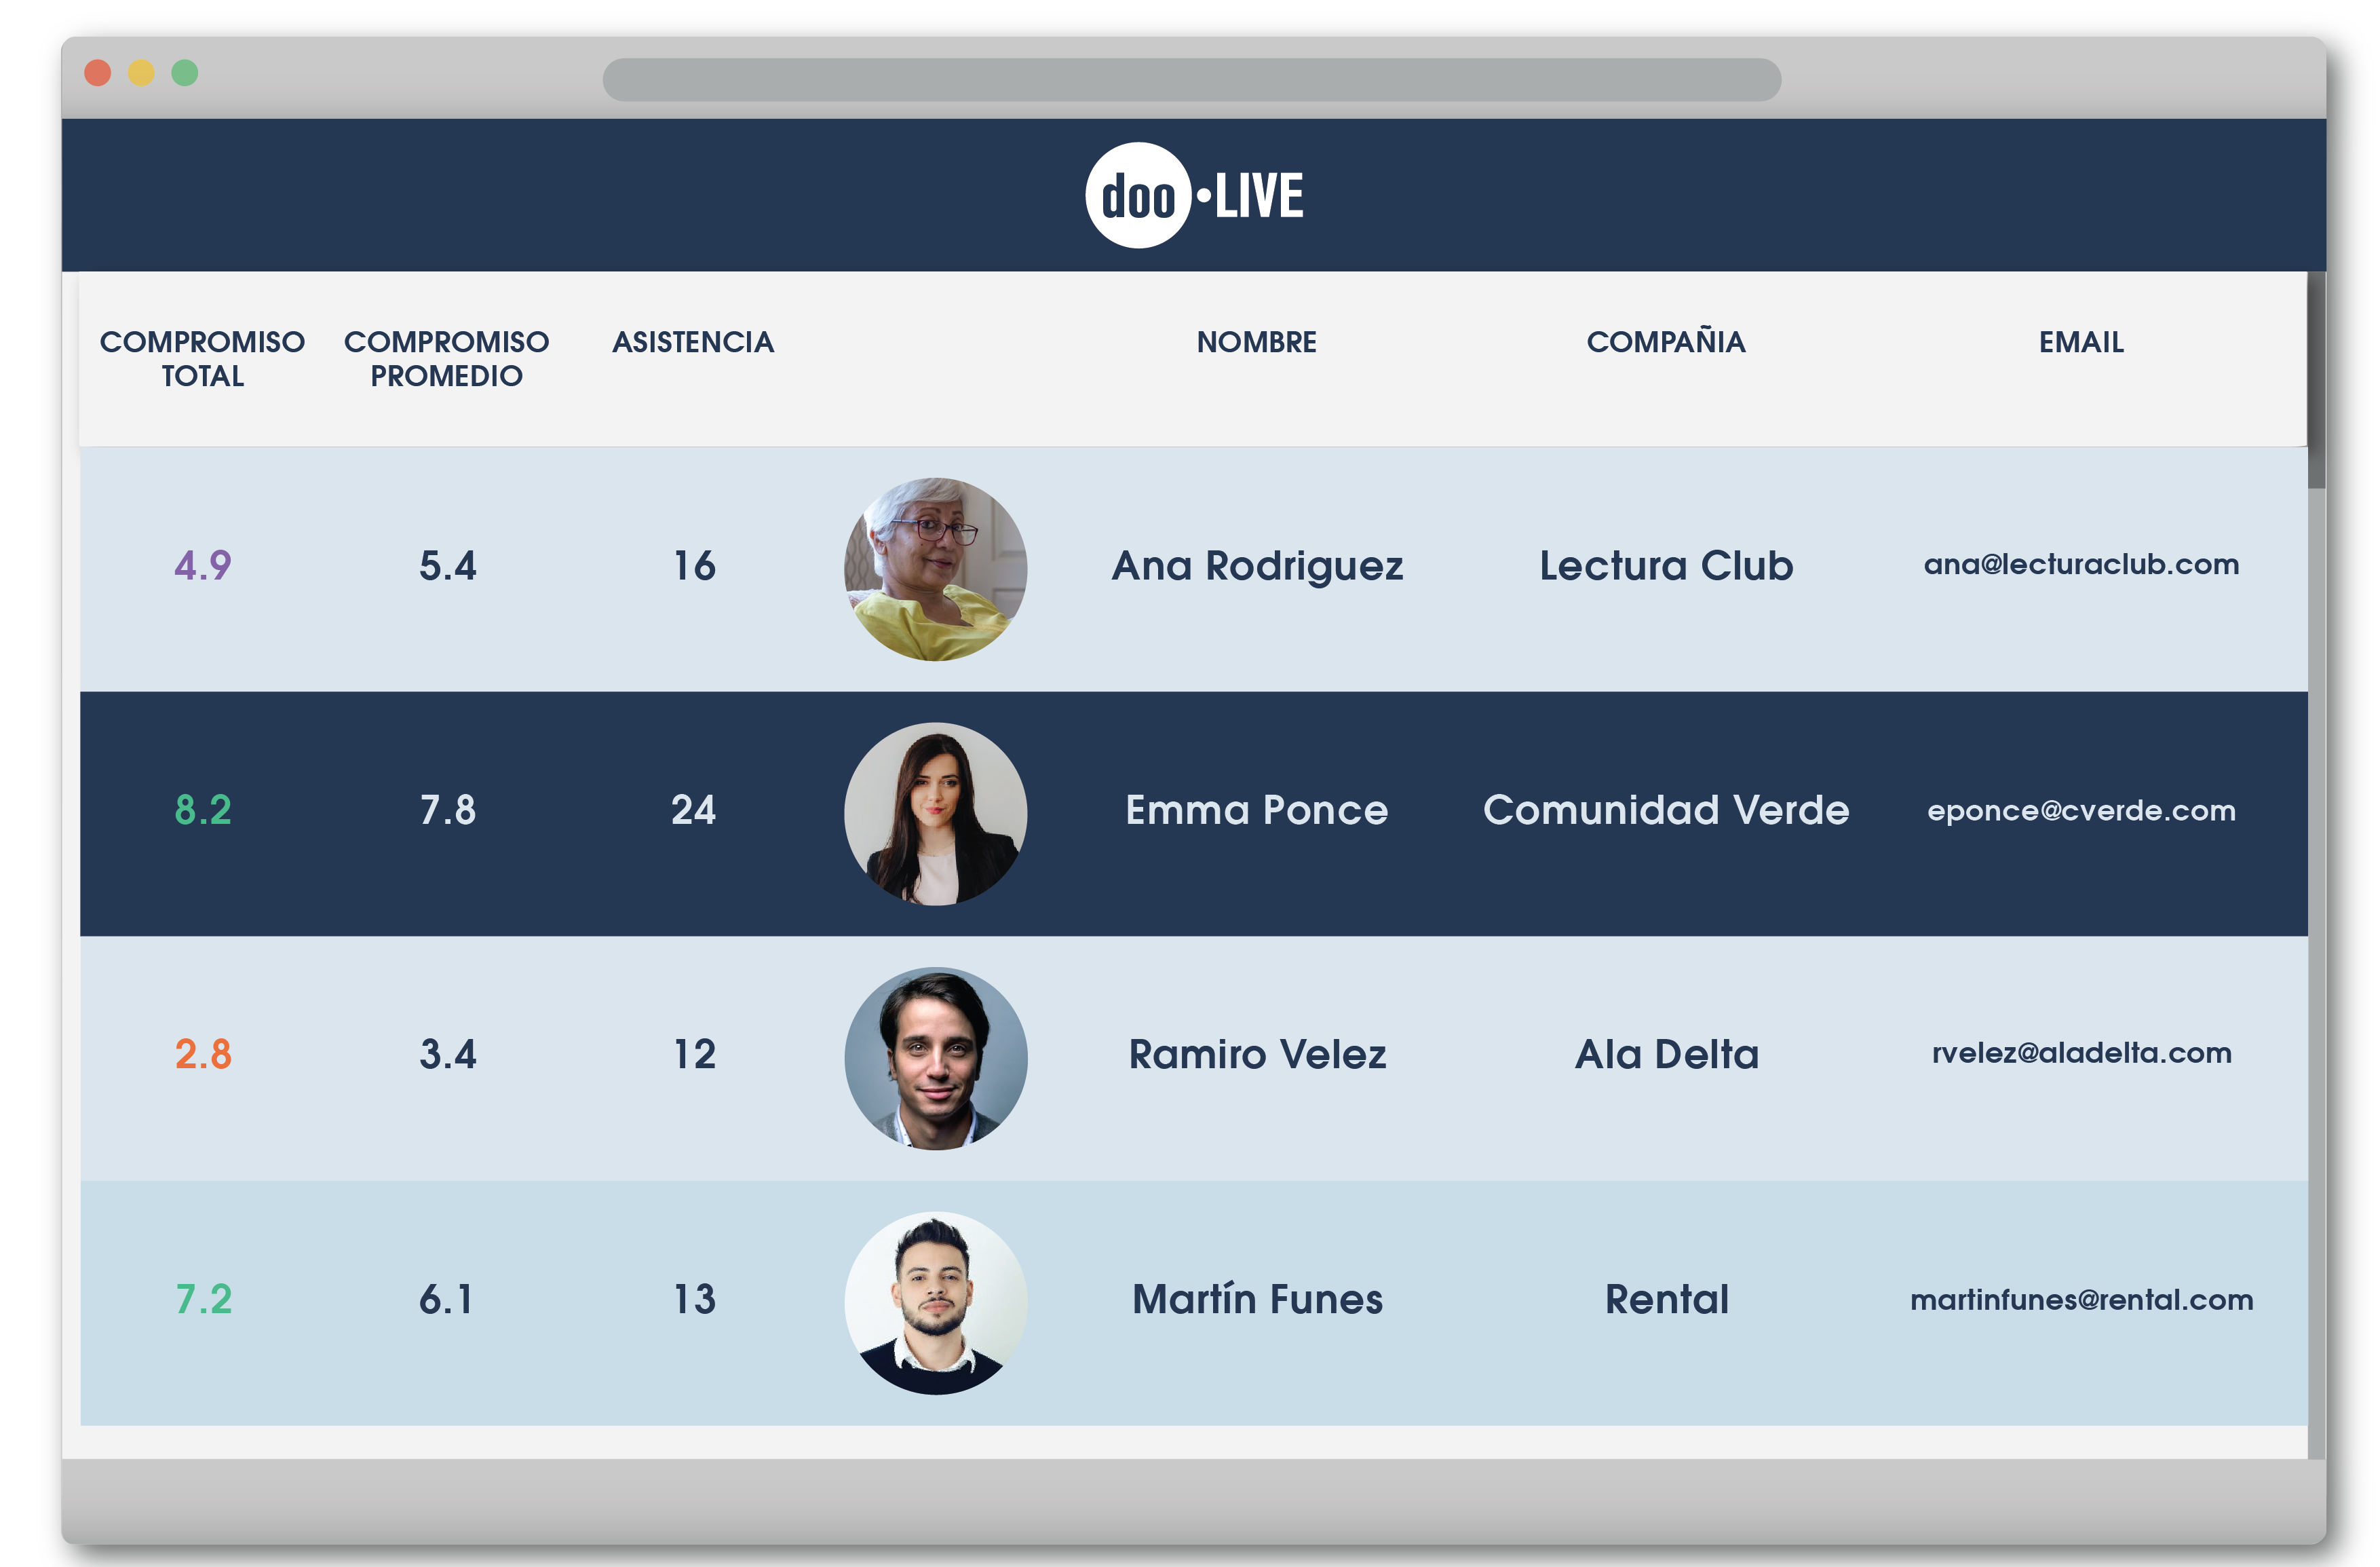 doo•LIVE
COMPROMISO TOTAL COMPROMISO PROMEDIO ASISTENCIA NOMBRE COMPAÑIA EMAIL
4.9 5.4 16 Ana Rodriguez Lectura Club ana@lecturaclub.com
8.2 7.8 24 Emma Ponce Comunidad Verde eponce@cverde.com
2.8 3.4 12 Ramiro Velez Ala Delta rvelez@aladelta.com
7.2 6.1 13 Martín Funes Rental martinfunes@rental.com